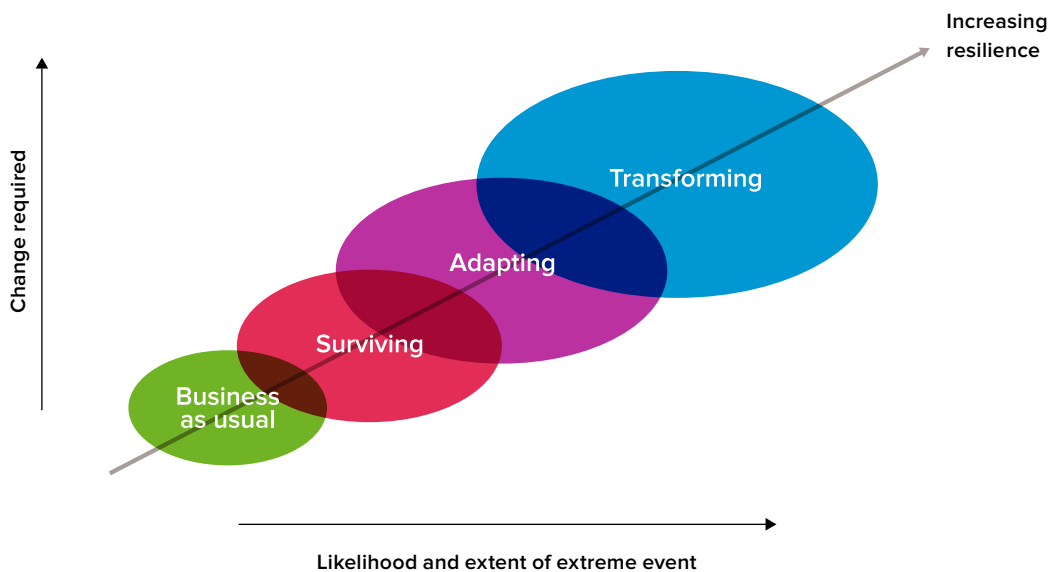 Increasing
resilience
Change required
Transforming
Adapting
Surviving
Business
as usual
Likelihood and extent of extreme event